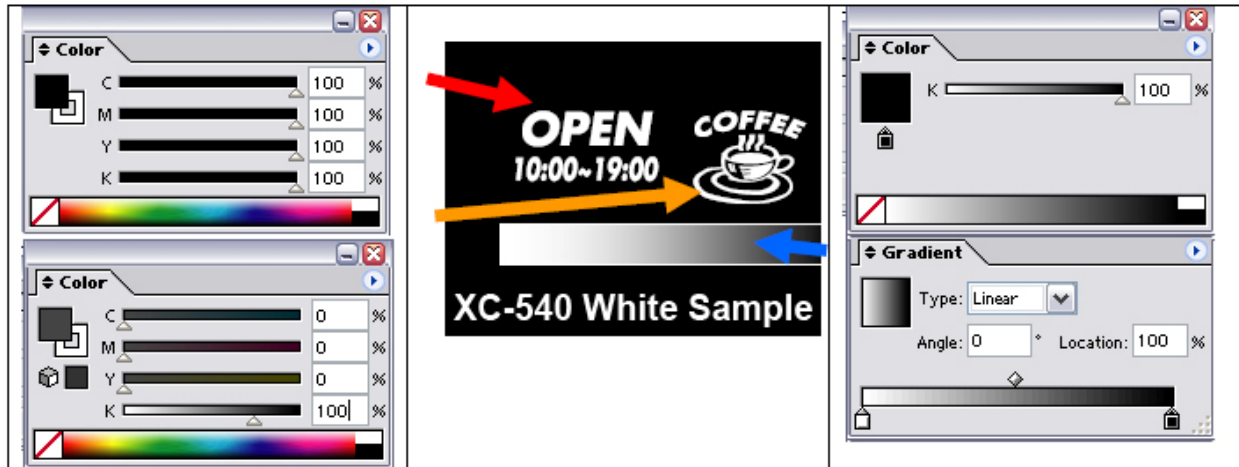 Color
C 100 %
M 100 %
Y 100 %
K 100 %
Color
C 0 %
M 0 %
Y 0 %
K 100 %
OPEN
10:00~19:00
COFFEE
XC-540 White Sample
Color
K 100 %
Gradient
Type: Linear
Angle: 0 ° Location: 100 %